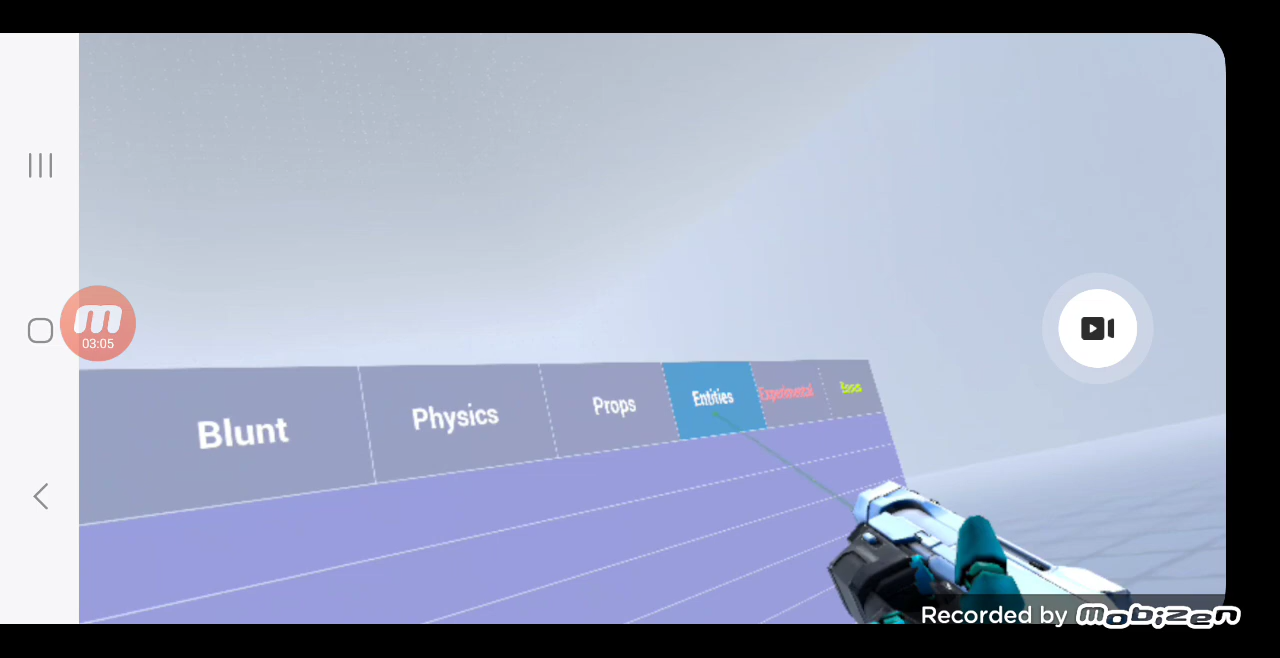 03:05
Blunt
Physics
Props
Entities
Experimental
Recorded by mobizen